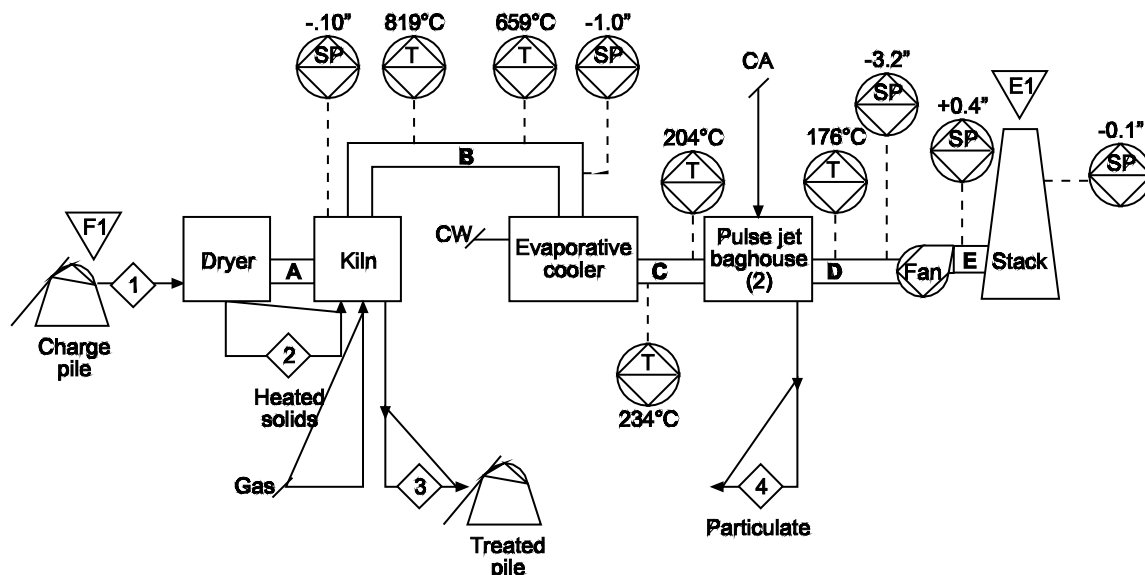 -.10”
819°C
659°C
-1.0”
SP
T
T
SP
CA
-3.2”
SP
E1
+0.4”
SP
-0.1”
SP
204°C
T
176°C
T
B
F1
CW
Dryer
A
Kiln
Evaporative
cooler
C
Pulse jet
baghouse
(2)
D
Fan
E
Stack
1
Charge
pile
2
Heated
solids
T
234°C
Gas
3
Treated
pile
4
Particulate